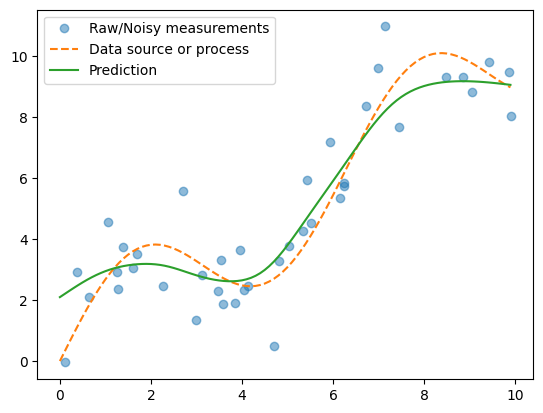 Raw/Noisy measurements
Data source or process
Prediction
10
8
6
4
2
0
0 2 4 6 8 10